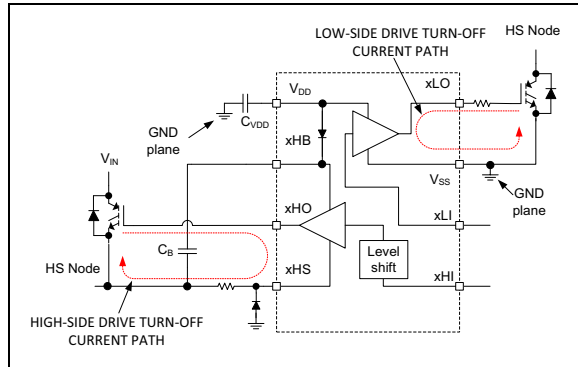 LOW-SIDE DRIVE TURN-OFF
CURRENT PATH
HS Node
VDD
xLO
CVDD
GND
plane
xHB
VIN
VSS
GND
plane
xHO
xLI
CB
Level
shift
HS Node
xHS
xHI
HIGH-SIDE DRIVE TURN-OFF
CURRENT PATH